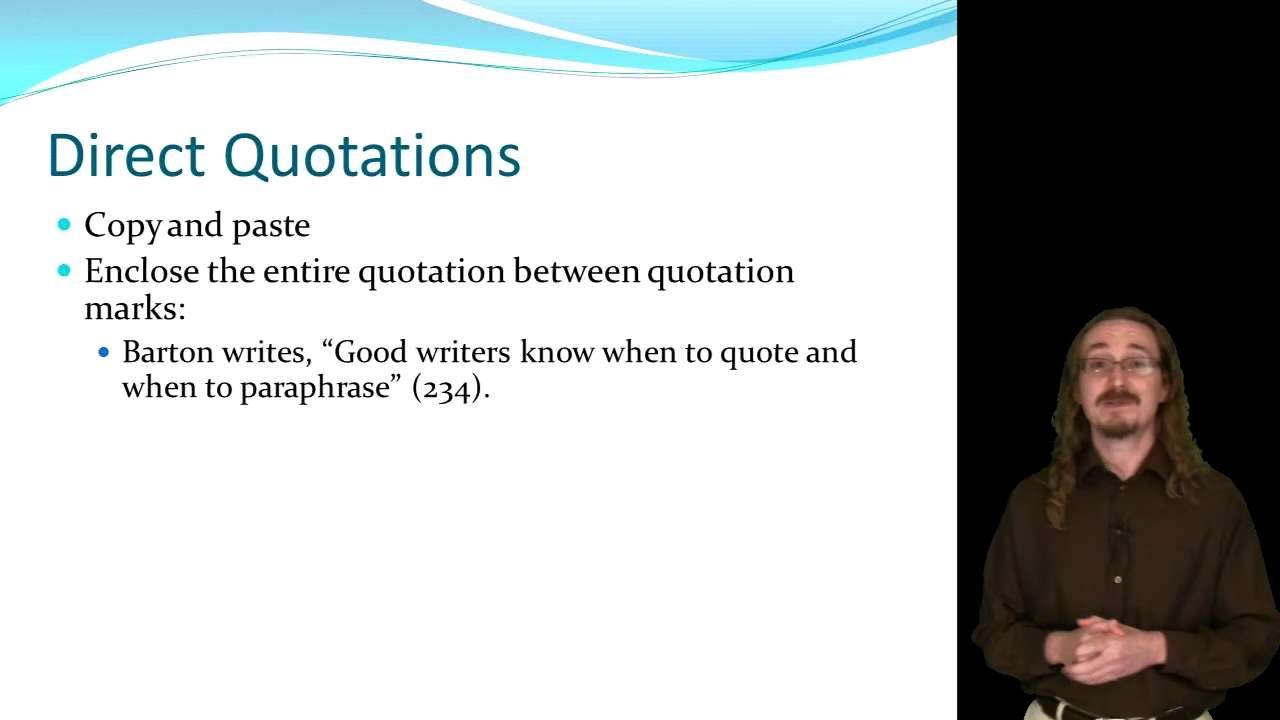 Direct Quotations
Copy and paste
Enclose the entire quotation between quotation
marks:
Barton writes, “Good writers know when to quote and
when to paraphrase” (234).